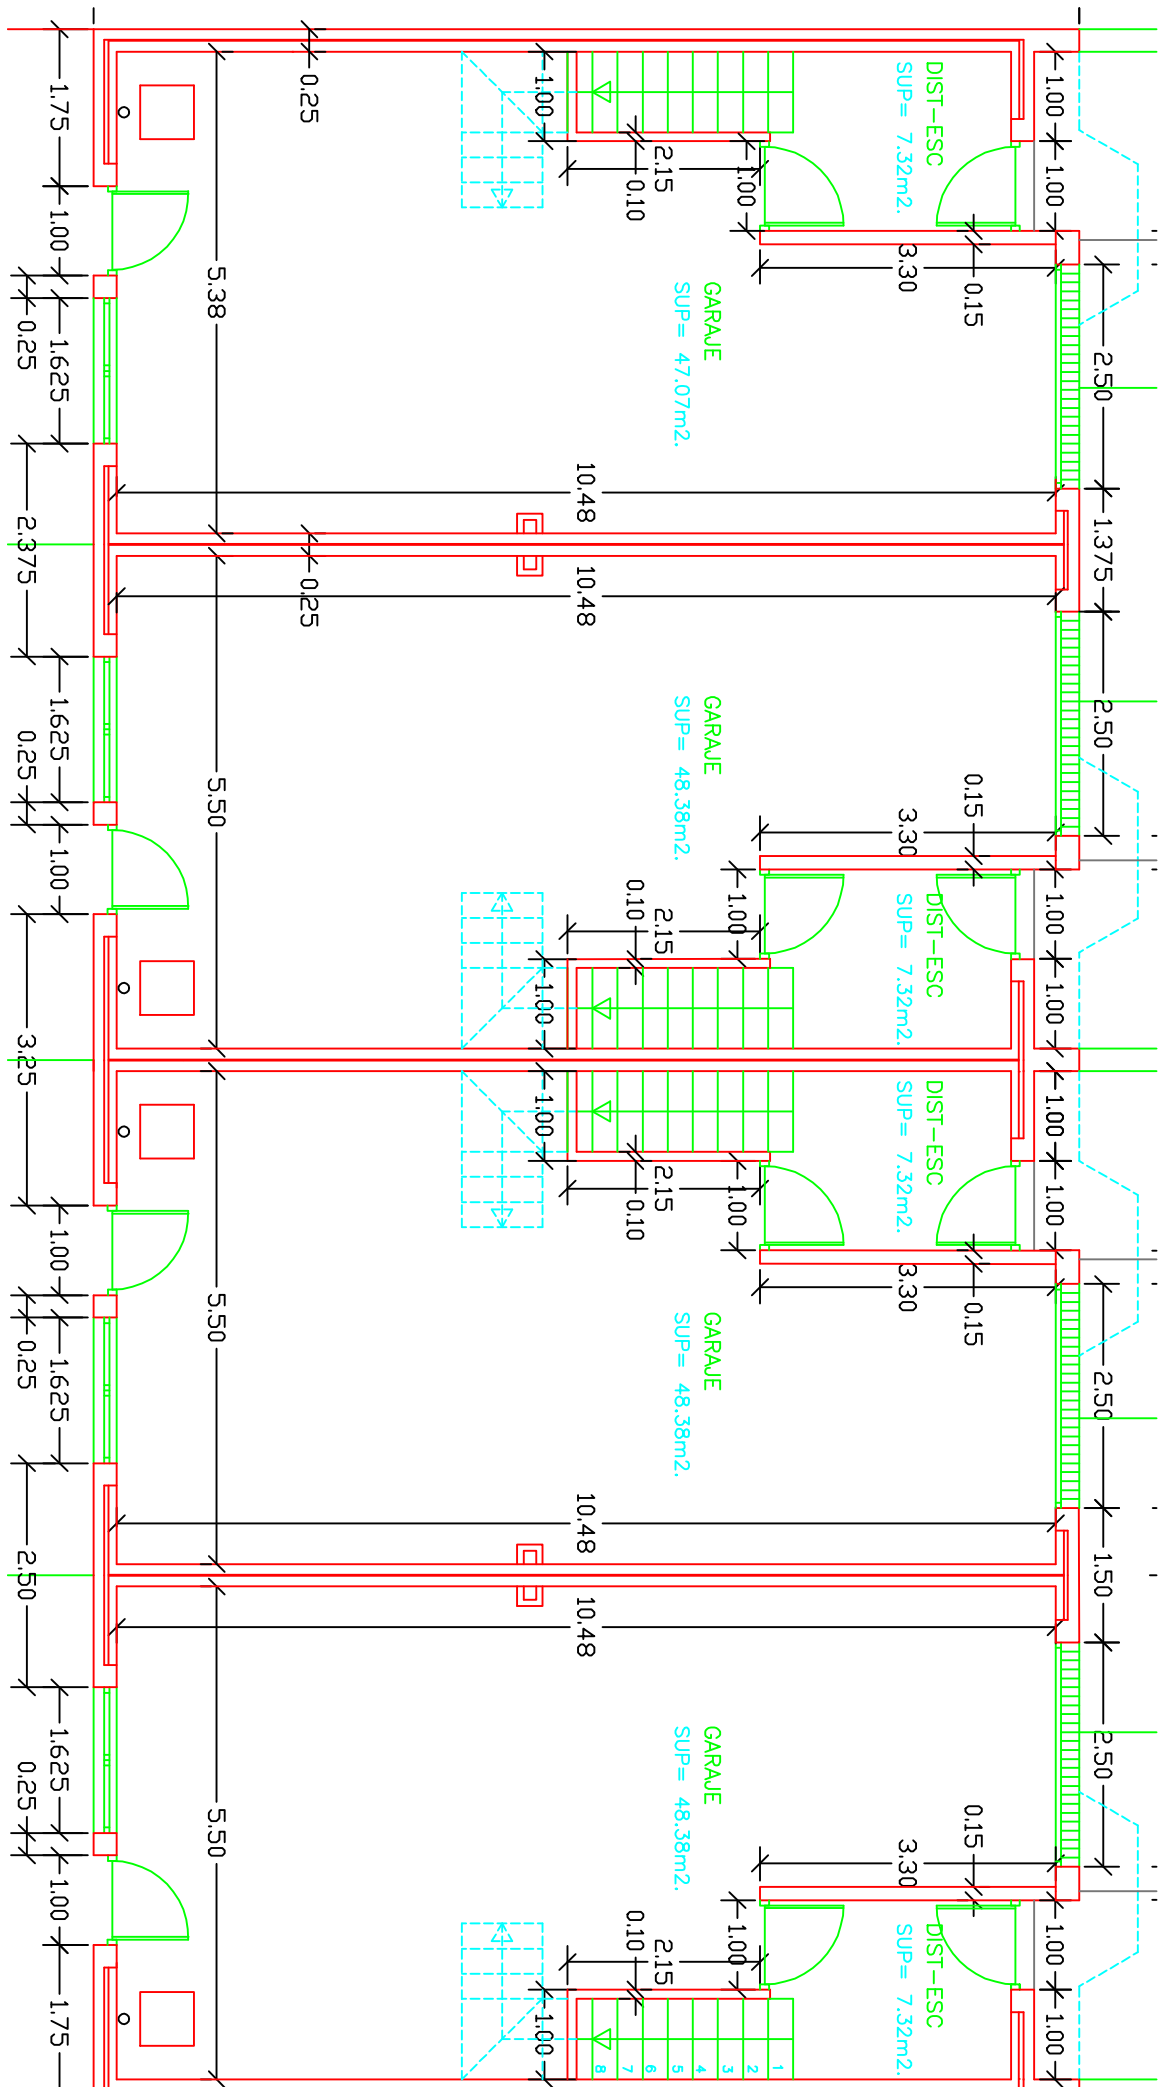 2.50 1.375 2.50 2.50 1.50 2.50
1.00 1.00 1.00 1.00 1.00 1.00 1.00 1.00
0.15 0.15 0.15 0.15
DIST-ESC DIST-ESC DIST-ESC DIST-ESC
SUP= 7.32m2. 3.30 3.30 SUP= 7.32m2. SUP= 7.32m2. 3.30 3.30 SUP= 7.32m2.
1
2
1.00 1.00 1.00 1.00
3
GARAJE GARAJE GARAJE GARAJE
4
SUP= 47.07m2. SUP= 48.38m2. SUP= 48.38m2. SUP= 48.38m2.
5
2.15 2.15 2.15 2.15
6
0.10 0.10 0.10 0.10
7
8
10.48 10.48 10.48 10.48
1.00 1.00 1.00 1.00
0.25 0.25
5.38 5.50 5.50 5.50
1.75 1.00 1.625 1.625 1.00 1.00 1.625 1.625 1.00 1.75
0.25 2.375 0.25 3.25 0.25 2.50 0.25